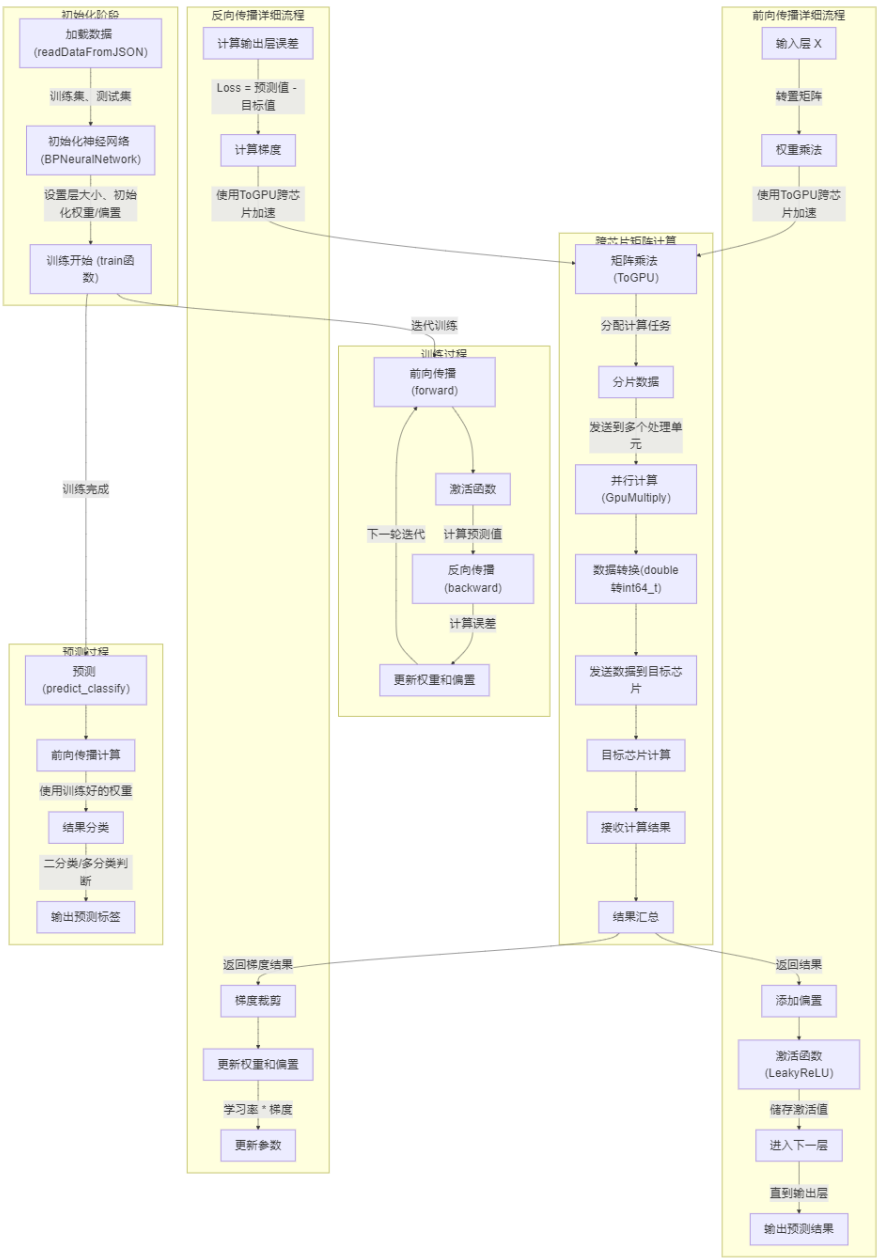 初始化阶段
加载数据
(readDataFromJSON)
训练集、测试集
初始化神经网络
(BPNeuralNetwork)
设置层大小、初始
化权重/偏置
训练开始 (train函
数)
训练完成
预测过程
预测
(predict_classify)
前向传播计算
使用训练好的权重
结果分类
二分类/多分类判
断
输出预测标签
反向传播详细流程
计算输出层误差
Loss = 预测值 -
目标值
计算梯度
使用ToGPU跨芯
片加速
返回梯度结果
梯度裁剪
更新权重和偏置
学习率 * 梯度
更新参数
迭代训练
训练过程
前向传播
(forward)
激活函数
计算预测值
下一轮迭代
反向传播
(backward)
计算误差
更新权重和偏置
跨芯片矩阵计算
矩阵乘法
(ToGPU)
分配计算任务
分片数据
发送到多个处理单
元
并行计算
(GpuMultiply)
数据转换(double
转int64_t)
发送数据到目标芯
片
目标芯片计算
接收计算结果
结果汇总
前向传播详细流程
输入层 X
转置矩阵
权重乘法
使用ToGPU跨芯
片加速
返回结果
添加偏置
激活函数
(LeakyReLU)
储存激活值
进入下一层
直到输出层
输出预测结果